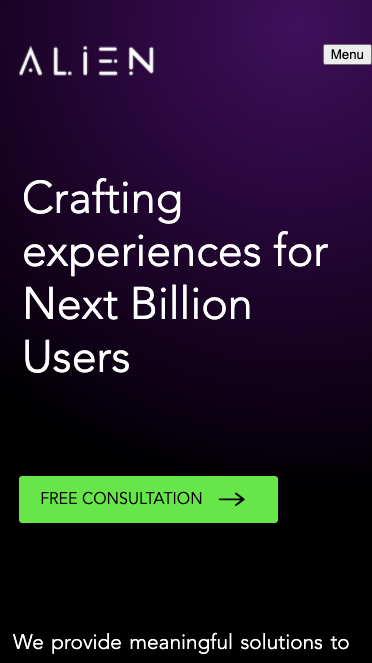 ALIEN
Menu
Crafting
experiences for
Next Billion
Users
FREE CONSULTATION
We provide meaningful solutions to